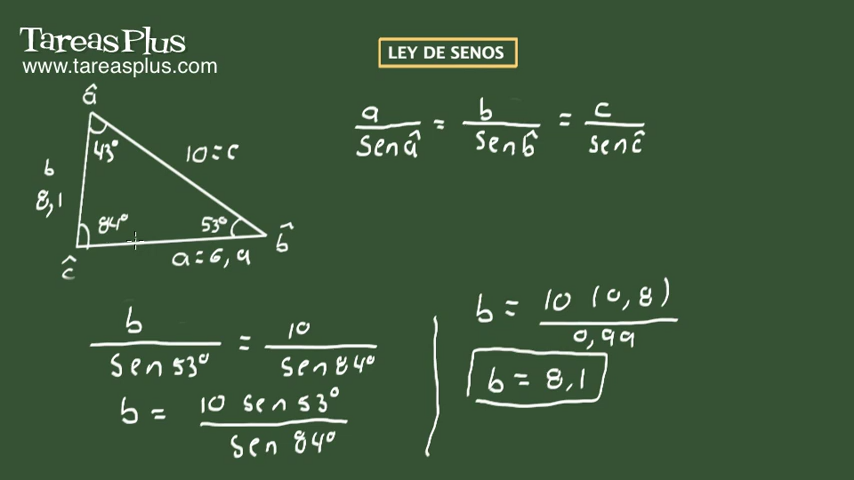 TareasPlus
www.tareasplus.com
LEY DE SENOS
â
43°
10=c
b
8,1
84°
53°
ĉ
a=6,9
b̂
a/sen â = b/sen b̂ = c/sen ĉ
b/sen 53° = 10/sen 84°
b = 10 sen 53°/sen 84°
b = 10 (0,8)/0,99
b = 8,1